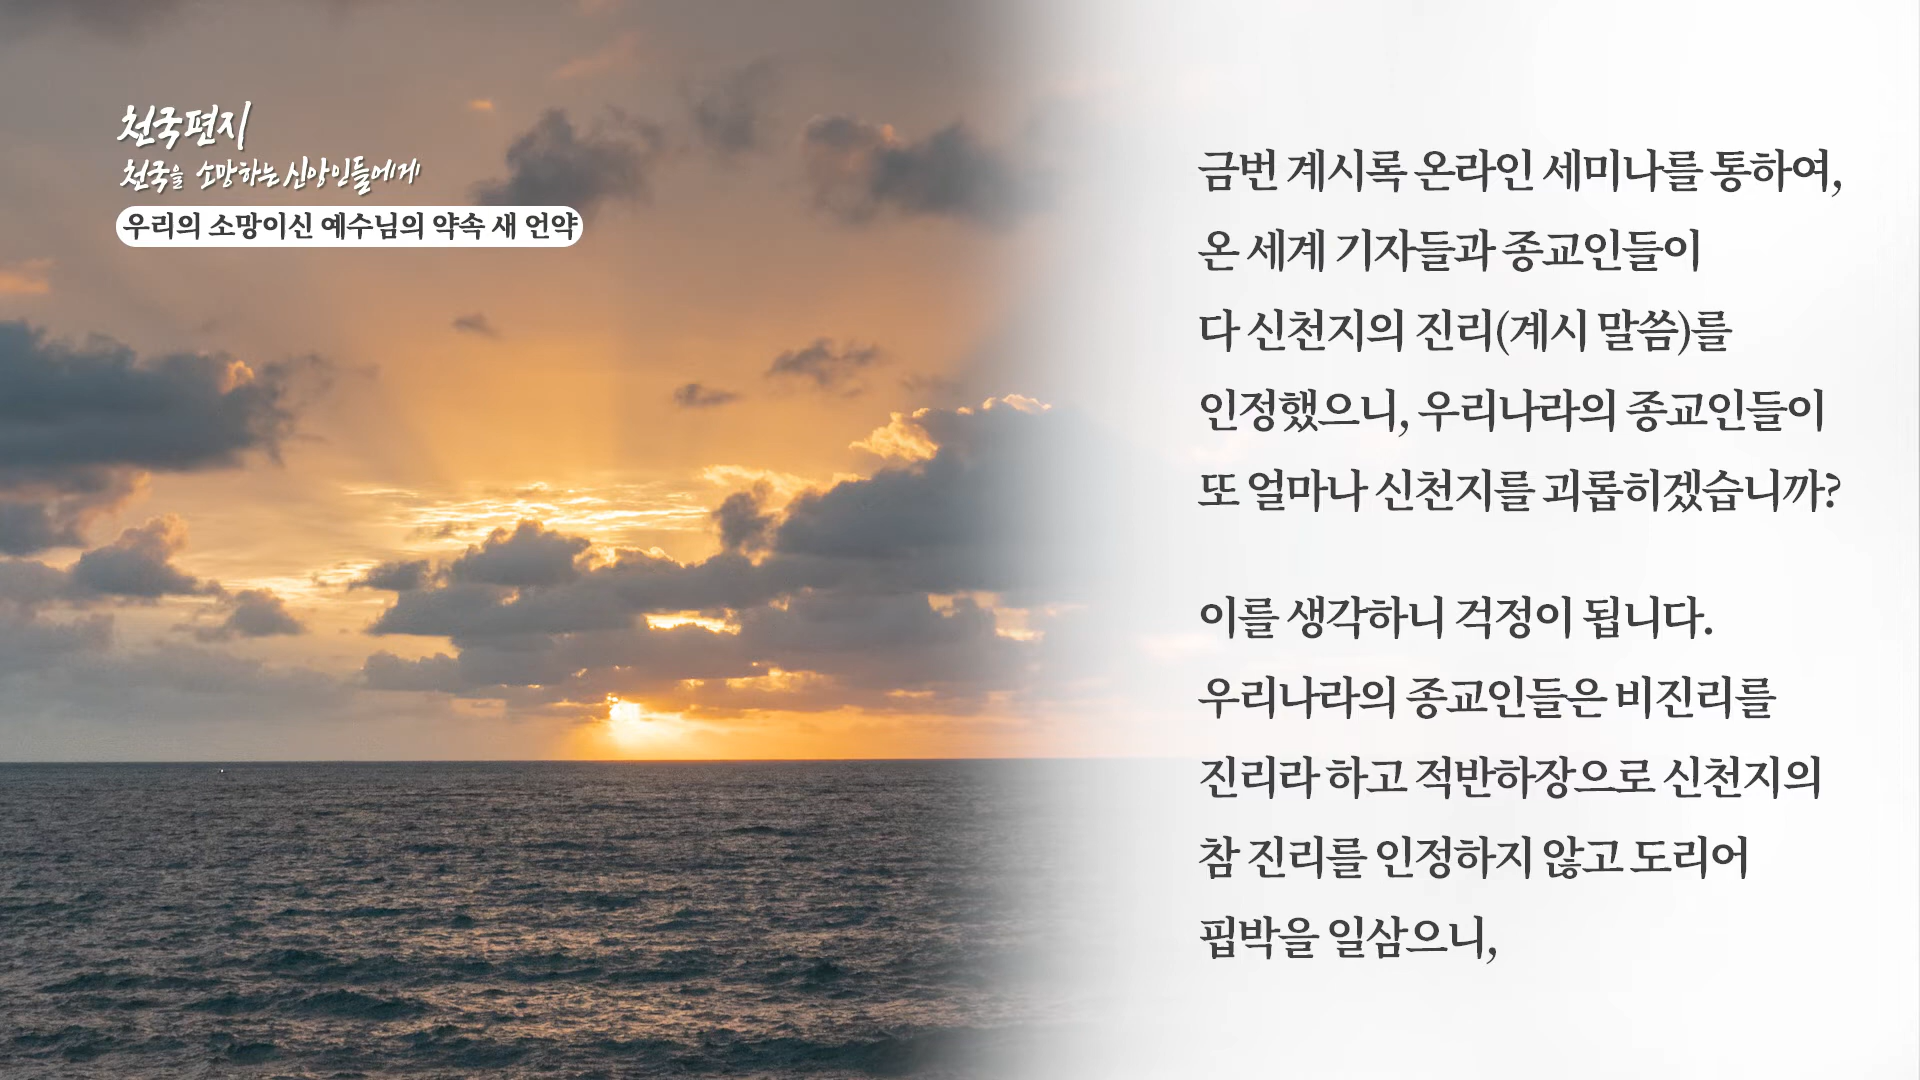 천국편지
천국을 소망하는 신앙인들에게
우리의 소망이신 예수님의 약속 새 언약
금번 계시록 온라인 세미나를 통하여,
온 세계 기자들과 종교인들이
다 신천지의 진리(계시 말씀)를
인정했으니, 우리나라의 종교인들이
또 얼마나 신천지를 괴롭히겠습니까?
이를 생각하니 걱정이 됩니다.
우리나라의 종교인들은 비진리를
진리라 하고 적반하장으로 신천지의
참 진리를 인정하지 않고 도리어
핍박을 일삼으니,